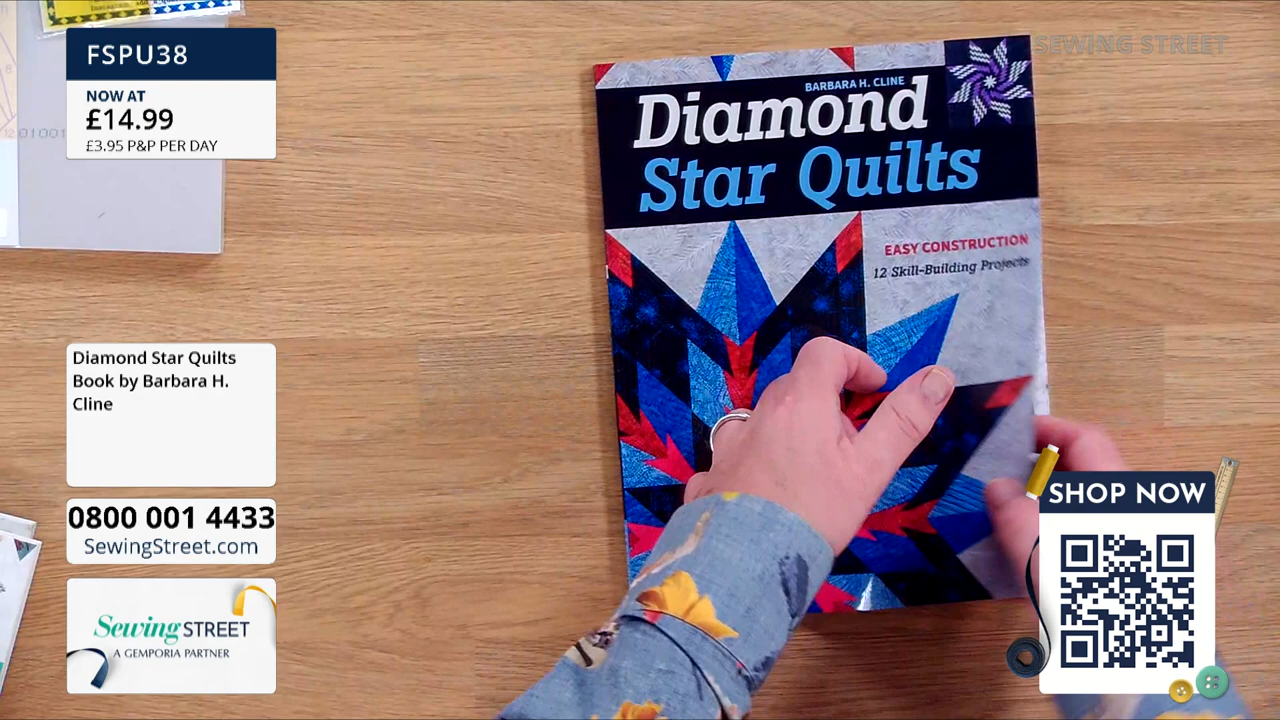 FSPU38
NOW AT
£14.99
£3.95 P&P PER DAY
SEWING STREET
BARBARA H. CLINE
Diamond
Star Quilts
EASY CONSTRUCTION
12 Skill-Building Projects
Diamond Star Quilts
Book by Barbara H.
Cline
0800 001 4433
SewingStreet.com
Sewing STREET
A GEMPORIA PARTNER
SHOP NOW